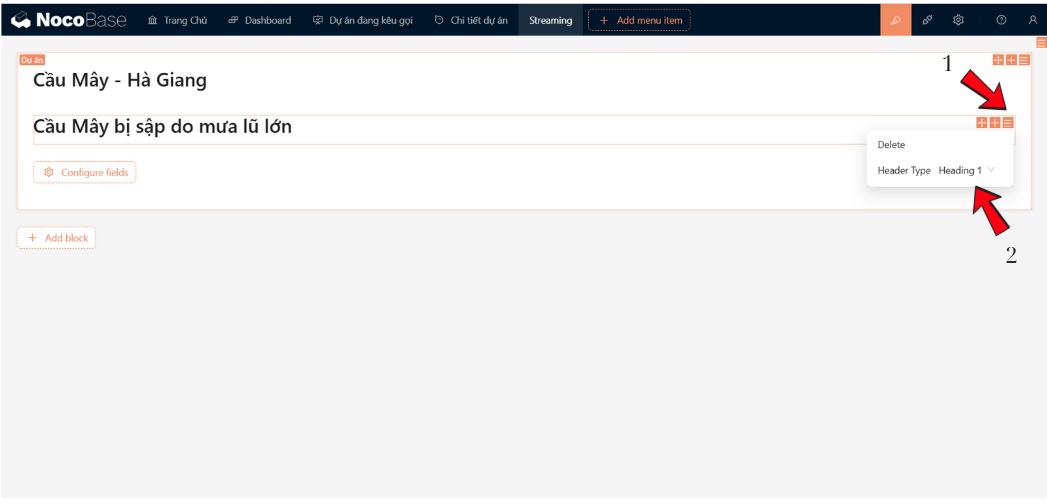 NocoBase Trang Chủ Dashboard Dự án đang kêu gọi Chi tiết dự án Streaming + Add menu item
Dự án
1
Cầu Mây - Hà Giang
Cầu Mây bị sập do mưa lũ lớn
Delete
Header Type Heading 1
Configure fields
2
+ Add block